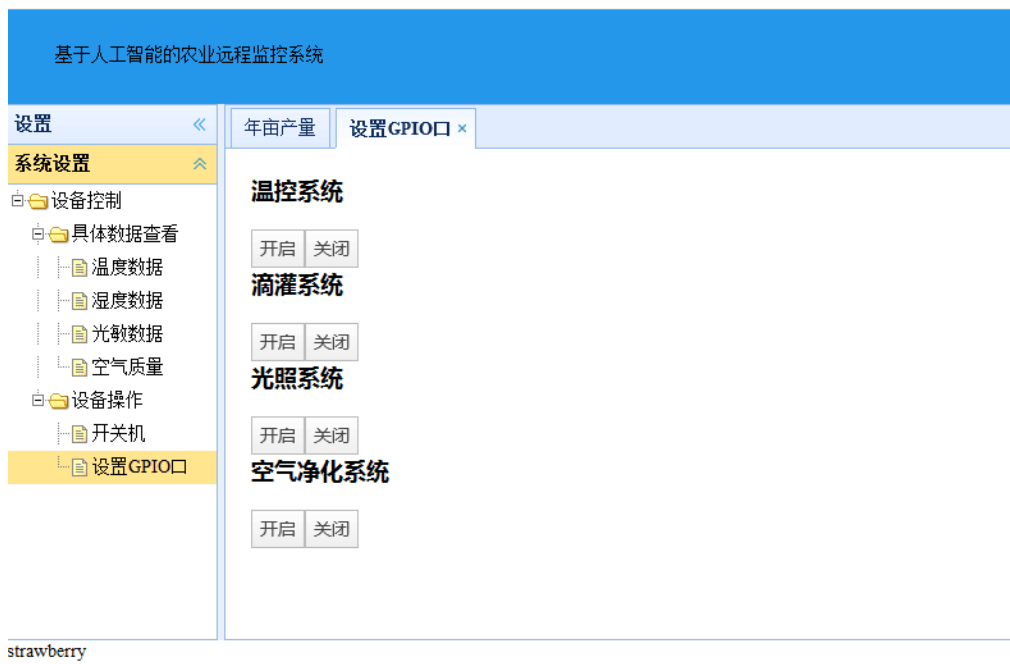 基于人工智能的农业远程监控系统
设置
系统设置
设备控制
具体数据查看
温度数据
湿度数据
光敏数据
空气质量
设备操作
开关机
设置GPIO口
年亩产量 设置GPIO口 ×
温控系统
开启 关闭
滴灌系统
开启 关闭
光照系统
开启 关闭
空气净化系统
开启 关闭
strawberry